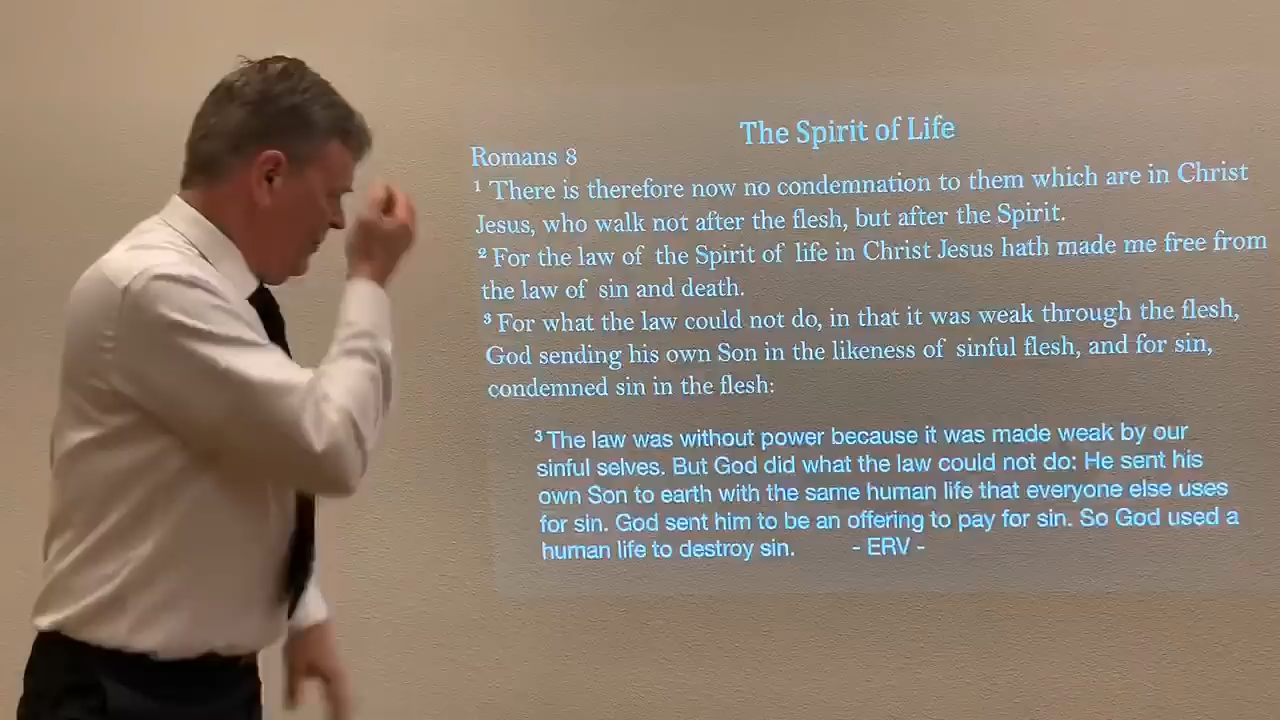 The Spirit of Life
Romans 8
¹ There is therefore now no condemnation to them which are in Christ
Jesus, who walk not after the flesh, but after the Spirit.
² For the law of the Spirit of life in Christ Jesus hath made me free from
the law of sin and death.
³ For what the law could not do, in that it was weak through the flesh,
God sending his own Son in the likeness of sinful flesh, and for sin,
condemned sin in the flesh:
³ The law was without power because it was made weak by our
sinful selves. But God did what the law could not do: He sent his
own Son to earth with the same human life that everyone else uses
for sin. God sent him to be an offering to pay for sin. So God used a
human life to destroy sin. - ERV -